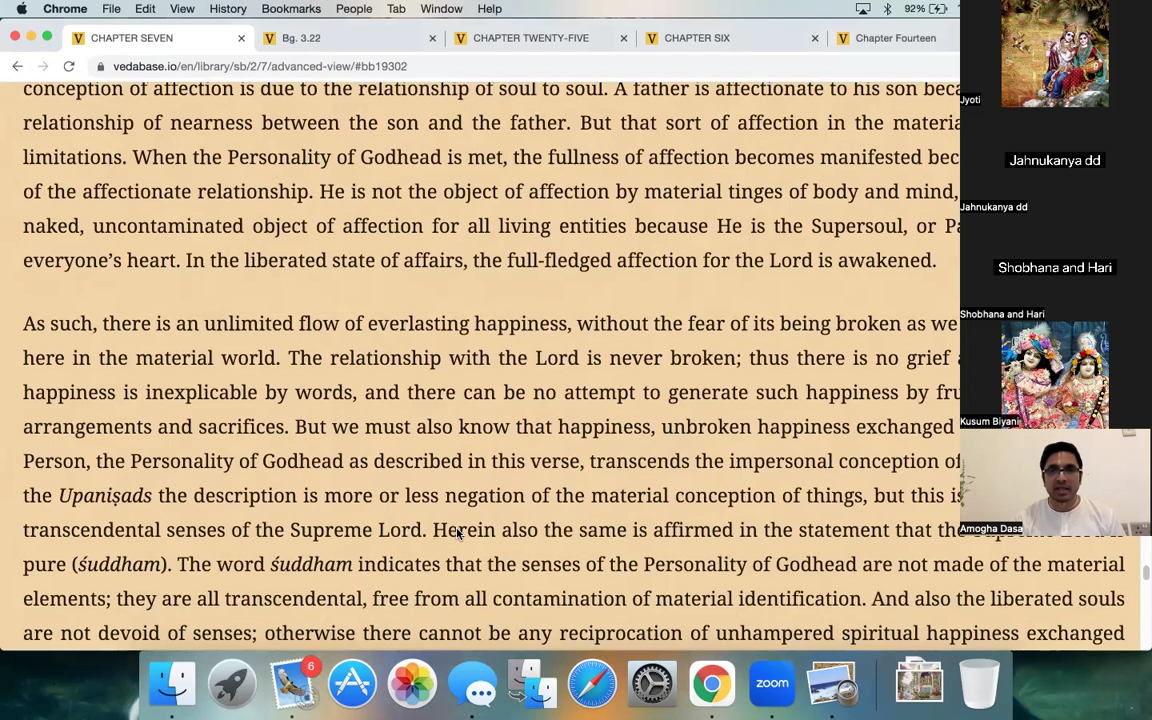 Chrome File Edit View History Bookmarks People Tab Window Help 92%
CHAPTER SEVEN Bg. 3.22 CHAPTER TWENTY-FIVE CHAPTER SIX Chapter Fourteen
vedabase.io/en/library/sb/2/7/advanced-view/#bb19302
conception of affection is due to the relationship of soul to soul. A father is affectionate to his son beca
relationship of nearness between the son and the father. But that sort of affection in the materia
limitations. When the Personality of Godhead is met, the fullness of affection becomes manifested bec
of the affectionate relationship. He is not the object of affection by material tinges of body and mind,
naked, uncontaminated object of affection for all living entities because He is the Supersoul, or Pa
everyone’s heart. In the liberated state of affairs, the full-fledged affection for the Lord is awakened.
As such, there is an unlimited flow of everlasting happiness, without the fear of its being broken as we
here in the material world. The relationship with the Lord is never broken; thus there is no grief a
happiness is inexplicable by words, and there can be no attempt to generate such happiness by fru
arrangements and sacrifices. But we must also know that happiness, unbroken happiness exchanged
Person, the Personality of Godhead as described in this verse, transcends the impersonal conception of
the Upaniṣads the description is more or less negation of the material conception of things, but this is
transcendental senses of the Supreme Lord. Herein also the same is affirmed in the statement that the
pure (śuddham). The word śuddham indicates that the senses of the Personality of Godhead are not made of the material
elements; they are all transcendental, free from all contamination of material identification. And also the liberated souls
are not devoid of senses; otherwise there cannot be any reciprocation of unhampered spiritual happiness exchanged
Jyoti
Jahnukanya dd
Jahnukanya dd
Shobhana and Hari
Shobhana and Hari
Kusum Biyani
Amogha Dasa
6
zoom